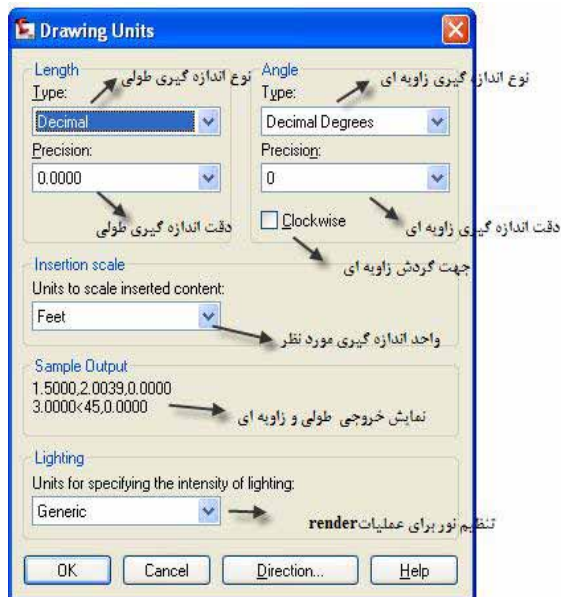 Drawing Units
Length
نوع اندازه گیری طولی
Type:
Decimal
Precision:
0.0000
دقت اندازه گیری طولی
Angle
نوع اندازه گیری زاویه ای
Type:
Decimal Degrees
Precision:
0
دقت اندازه گیری زاویه ای
Clockwise
جهت گردش زاویه ای
Insertion scale
Units to scale inserted content:
Feet
واحد اندازه گیری مورد نظر
Sample Output
1.5000,2.0039,0.0000
3.0000<45,0.0000
نمایش خروجی طولی و زاویه ای
Lighting
Units for specifying the intensity of lighting:
Generic
تنظیم نور برای عملیات render
OK Cancel Direction... Help